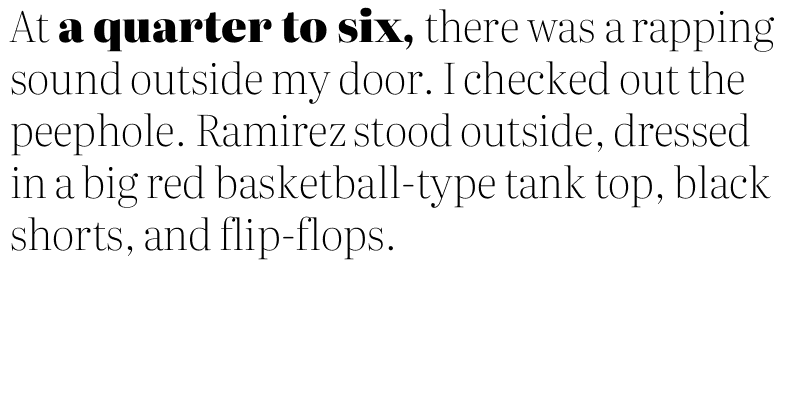 At a quarter to six, there was a rapping
sound outside my door. I checked out the
peephole. Ramirez stood outside, dressed
in a big red basketball-type tank top, black
shorts, and flip-flops.